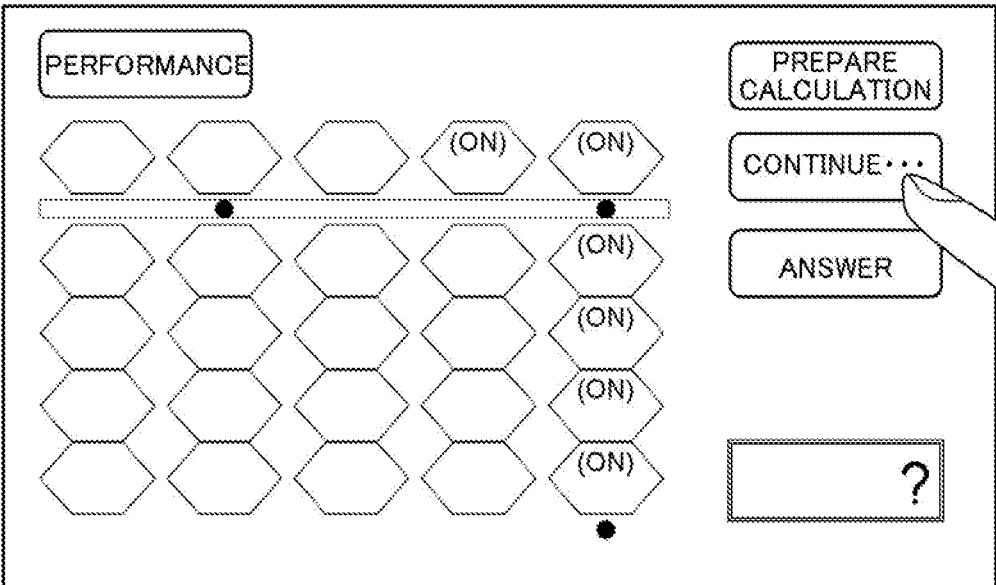 PERFORMANCE
PREPARE
CALCULATION
(ON) (ON)
CONTINUE···
(ON)
ANSWER
(ON)
(ON)
(ON)
?